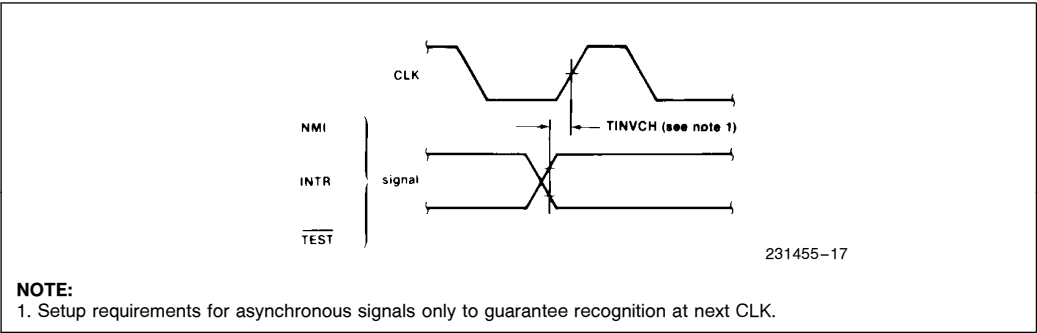 CLK
NMI
TINVCH (see note 1)
INTR
signal
TEST
231455–17
NOTE:
1. Setup requirements for asynchronous signals only to guarantee recognition at next CLK.